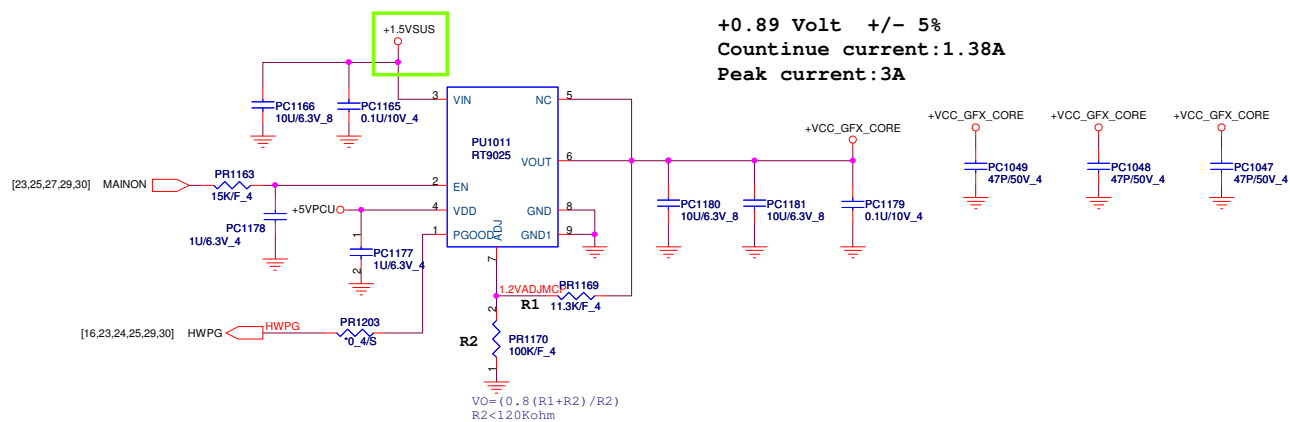 +0.89 Volt +/- 5%
Countinue current:1.38A
Peak current:3A
+1.5VSUS
PC1166
10U/6.3V_8
PC1165
0.1U/10V_4
3
VIN
NC
5
PU1011
RT9025
VOUT
6
2
EN
4
VDD
1
PGOOD
ADJ
7
GND
8
GND1
9
+VCC_GFX_CORE
+VCC_GFX_CORE
+VCC_GFX_CORE
+VCC_GFX_CORE
PC1049
47P/50V_4
PC1048
47P/50V_4
PC1047
47P/50V_4
[23,25,27,29,30] MAINON
PR1163
15K/F_4
PC1178
1U/6.3V_4
+5VPCU
1
PC1177
1U/6.3V_4
2
PC1180
10U/6.3V_8
PC1181
10U/6.3V_8
PC1179
0.1U/10V_4
1.2VADJMCP
PR1169
R1
11.3K/F_4
[16,23,24,25,29,30] HWPG
HWPG
PR1203
*0_4/S
R2
2
PR1170
100K/F_4
1
VO=(0.8(R1+R2)/R2)
R2<120Kohm